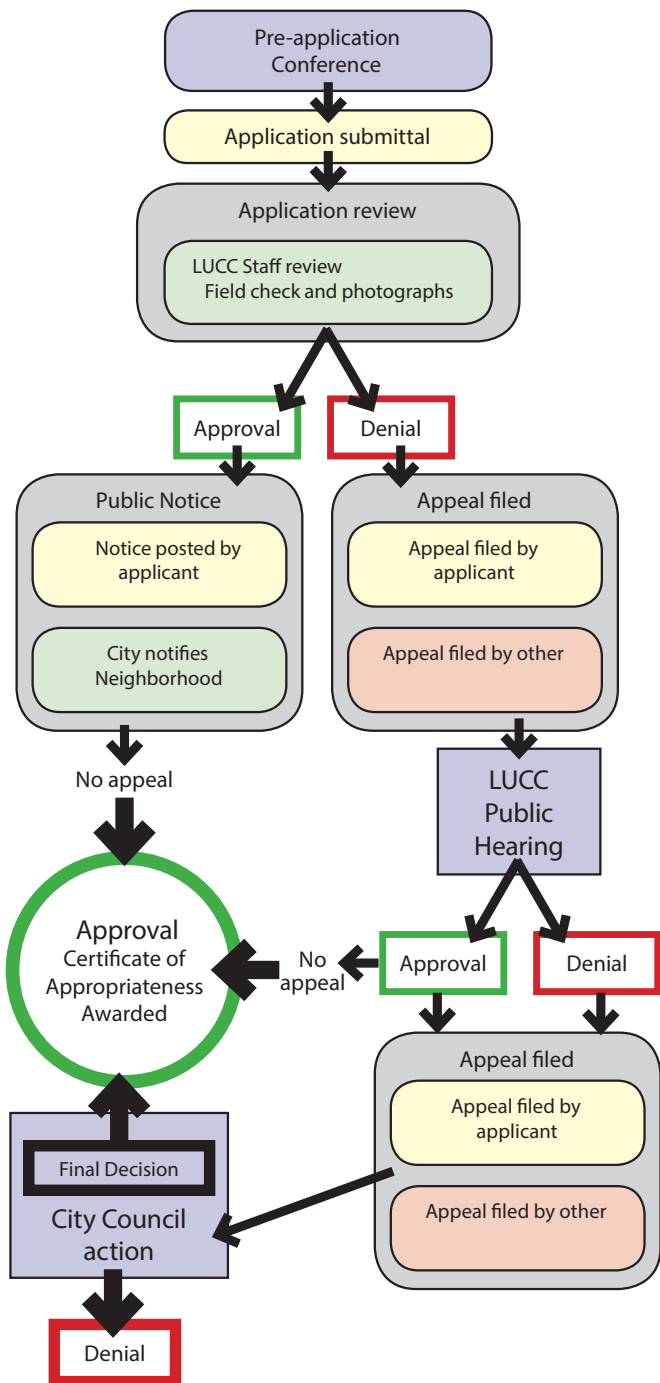 Pre-application
Conference
Application submittal
Application review
LUCC Staff review
Field check and photographs
Approval
Denial
Public Notice
Notice posted by
applicant
City notifies
Neighborhood
Appeal filed
Appeal filed by
applicant
Appeal filed by other
No appeal
LUCC
Public
Hearing
Approval
Certificate of
Appropriateness
Awarded
No
appeal
Approval
Denial
Appeal filed
Appeal filed by
applicant
Appeal filed by other
Final Decision
City Council
action
Denial